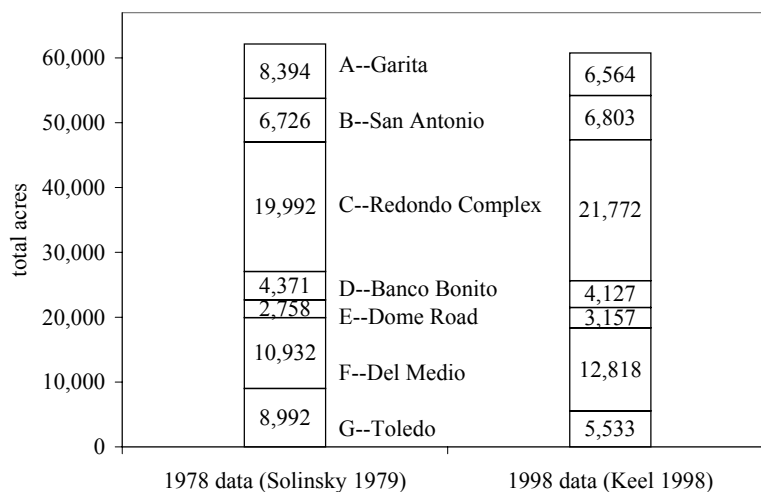 total acres
60,000
50,000
40,000
30,000
20,000
10,000
0
8,394
A--Garita
6,564
6,726
B--San Antonio
6,803
19,992
C--Redondo Complex
21,772
4,371
D--Banco Bonito
4,127
2,758
E--Dome Road
3,157
10,932
F--Del Medio
12,818
8,992
G--Toledo
5,533
1978 data (Solinsky 1979)
1998 data (Keel 1998)